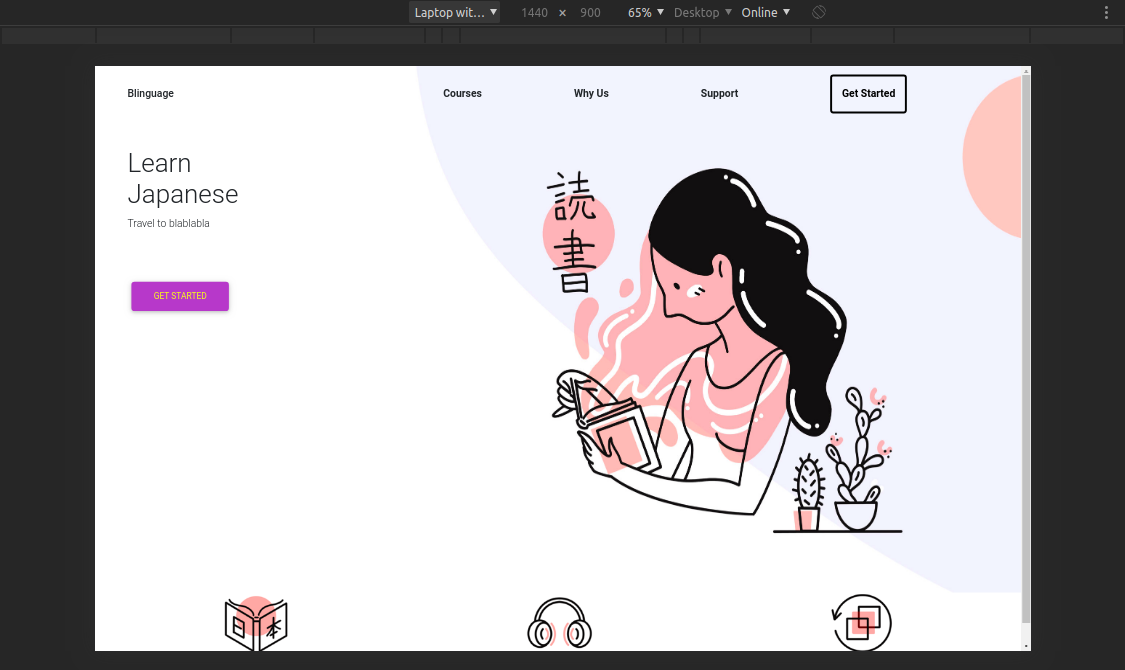 Laptop wit... 1440 × 900 65% Desktop Online
Blinguage Courses Why Us Support Get Started
Learn
Japanese
Travel to blablabla
GET STARTED
読
書
日 本